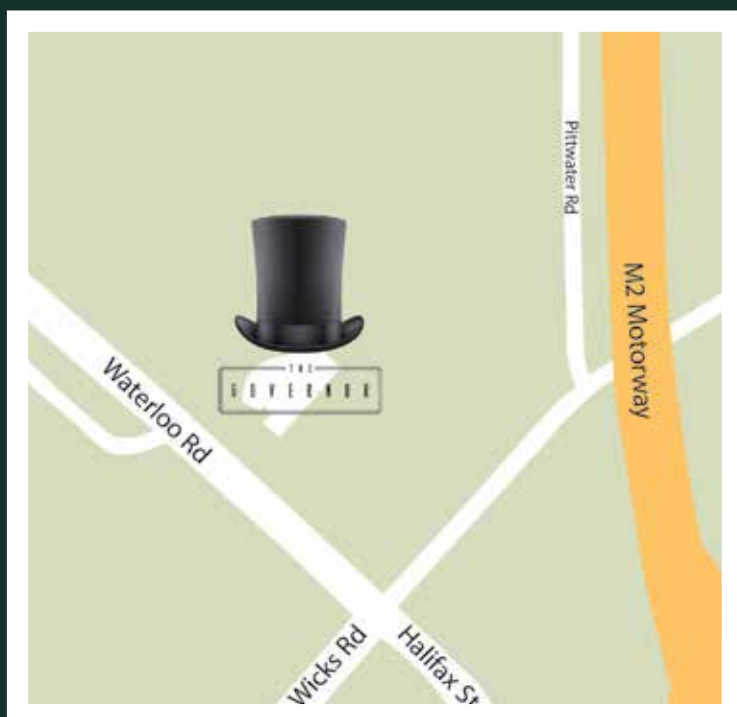 Pittwater Rd
M2 Motorway
THE
GOVERNOR
Waterloo Rd
Wicks Rd
Halifax St